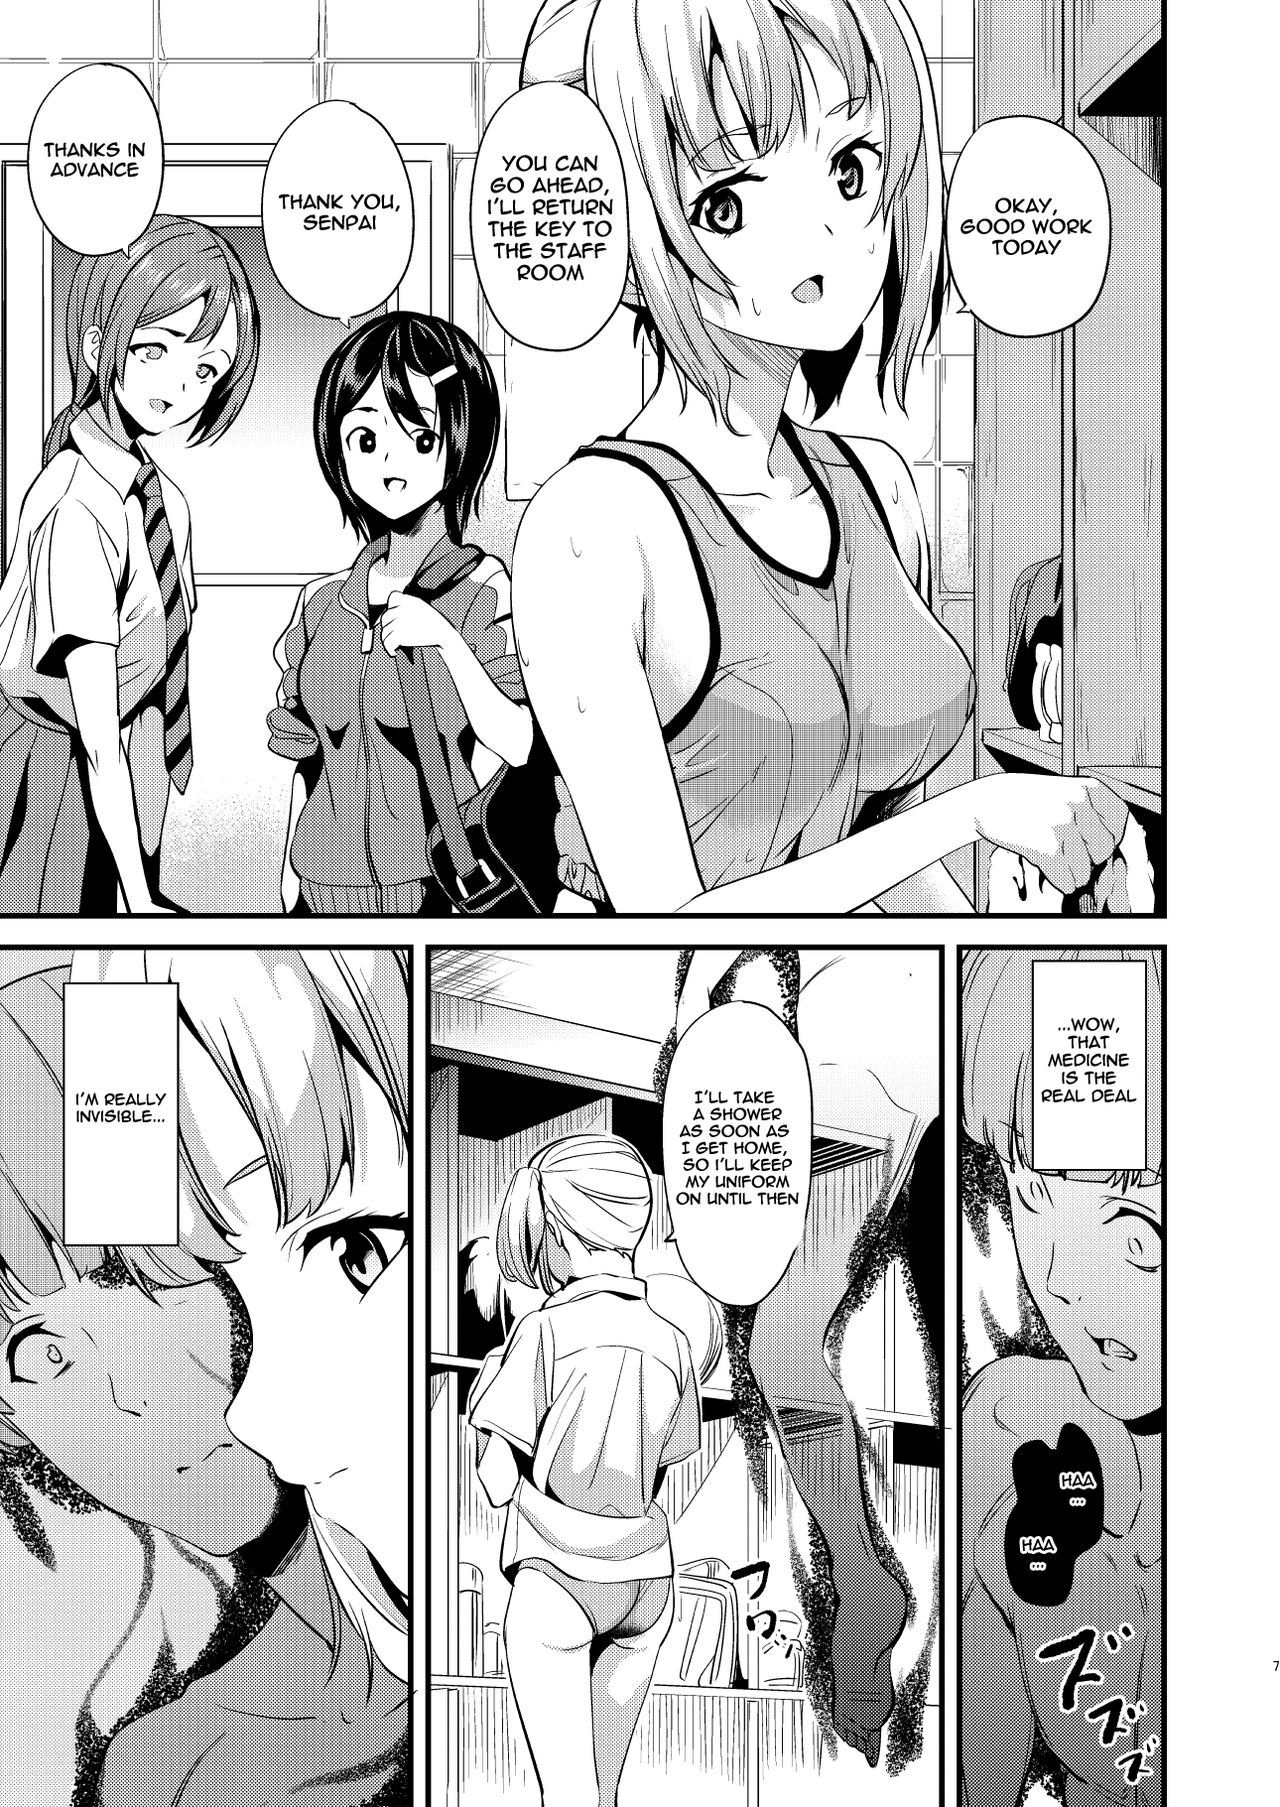 OKAY,
GOOD WORK
TODAY
YOU CAN
GO AHEAD,
I'LL RETURN
THE KEY TO
THE STAFF
ROOM
THANK YOU,
SENPAI
THANKS IN
ADVANCE
...WOW,
THAT
MEDICINE
IS THE
REAL DEAL
HAA
...
HAA
...
ズ
ズ
ズ
I'LL TAKE
A SHOWER
AS SOON AS
I GET HOME,
SO I'LL KEEP
MY UNIFORM
ON UNTIL THEN
I'M REALLY
INVISIBLE...
7